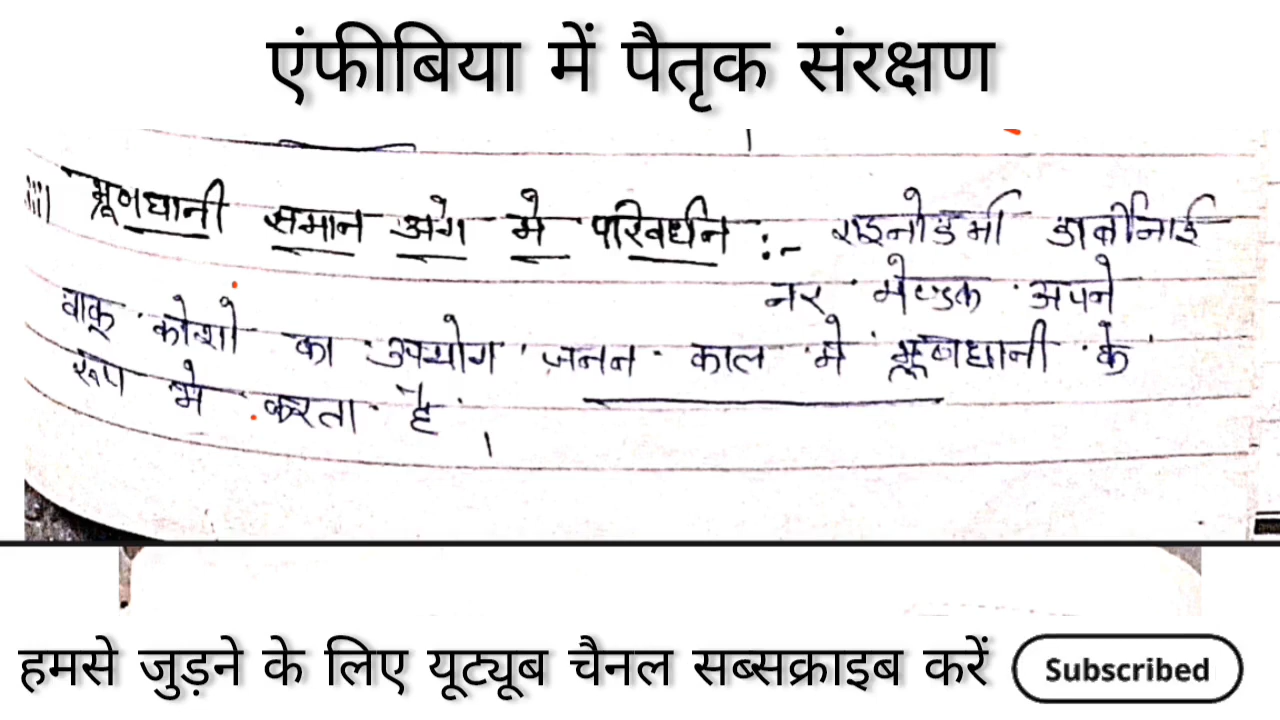 एंफीबिया में पैतृक संरक्षण
iii) भ्रूणधानी समान अंग मे परिवर्धन :- राइनोडर्मा डार्वीनाई
नर मेण्डक अपने
वाक् कोशो का उपयोग जनन काल मे भ्रूणधानी के
रूप मे करता है।
हमसे जुड़ने के लिए यूट्यूब चैनल सब्सक्राइब करें Subscribed